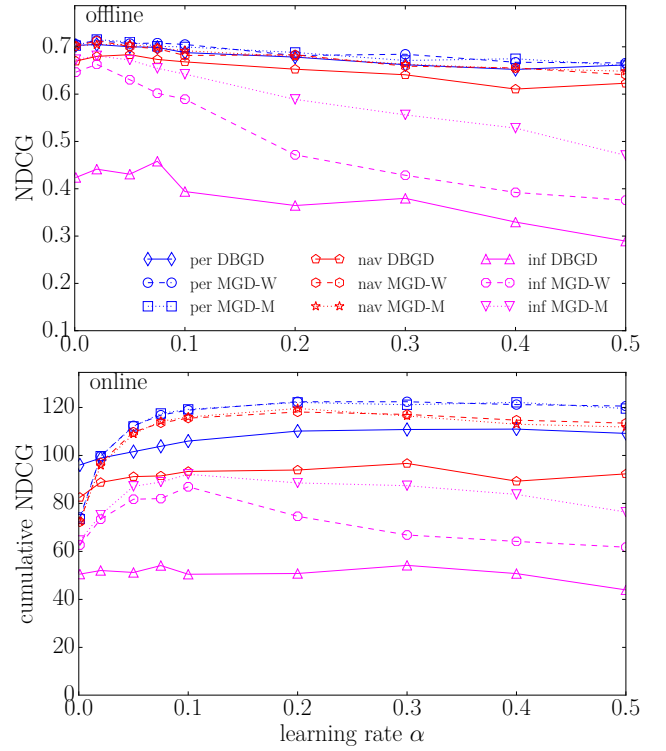 offline
0.7
0.6
0.5
0.4
0.3
0.2
0.1
NDCG
per DBGD nav DBGD inf DBGD
per MGD-W nav MGD-W inf MGD-W
per MGD-M nav MGD-M inf MGD-M
0.0 0.1 0.2 0.3 0.4 0.5
online
120
100
80
60
40
20
0
cumulative NDCG
0.0 0.1 0.2 0.3 0.4 0.5
learning rate α